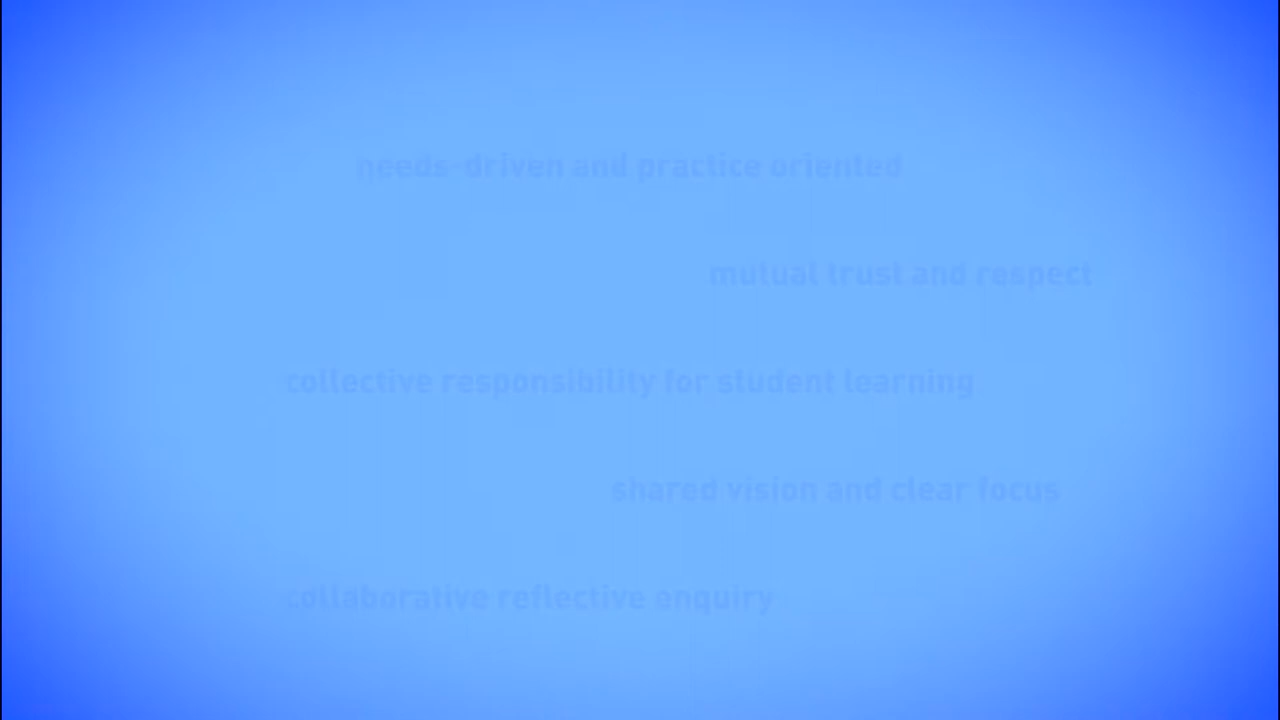 needs-driven and practice oriented
mutual trust and respect
collective responsibility for student learning
shared vision and clear focus
collaborative reflective enquiry